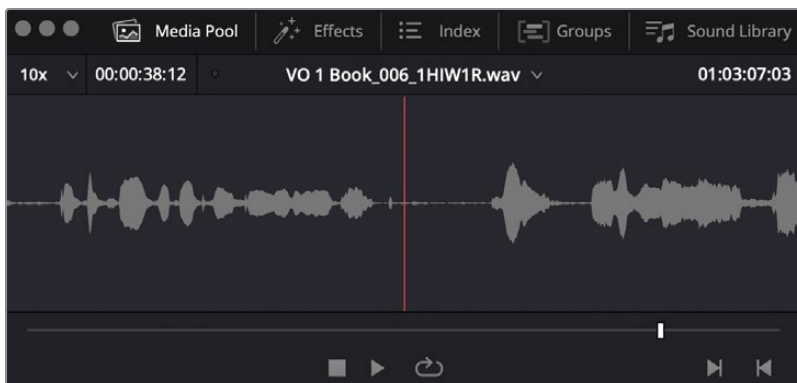 Media Pool Effects Index Groups Sound Library
10x 00:00:38:12 VO 1 Book_006_1HIW1R.wav 01:03:07:03